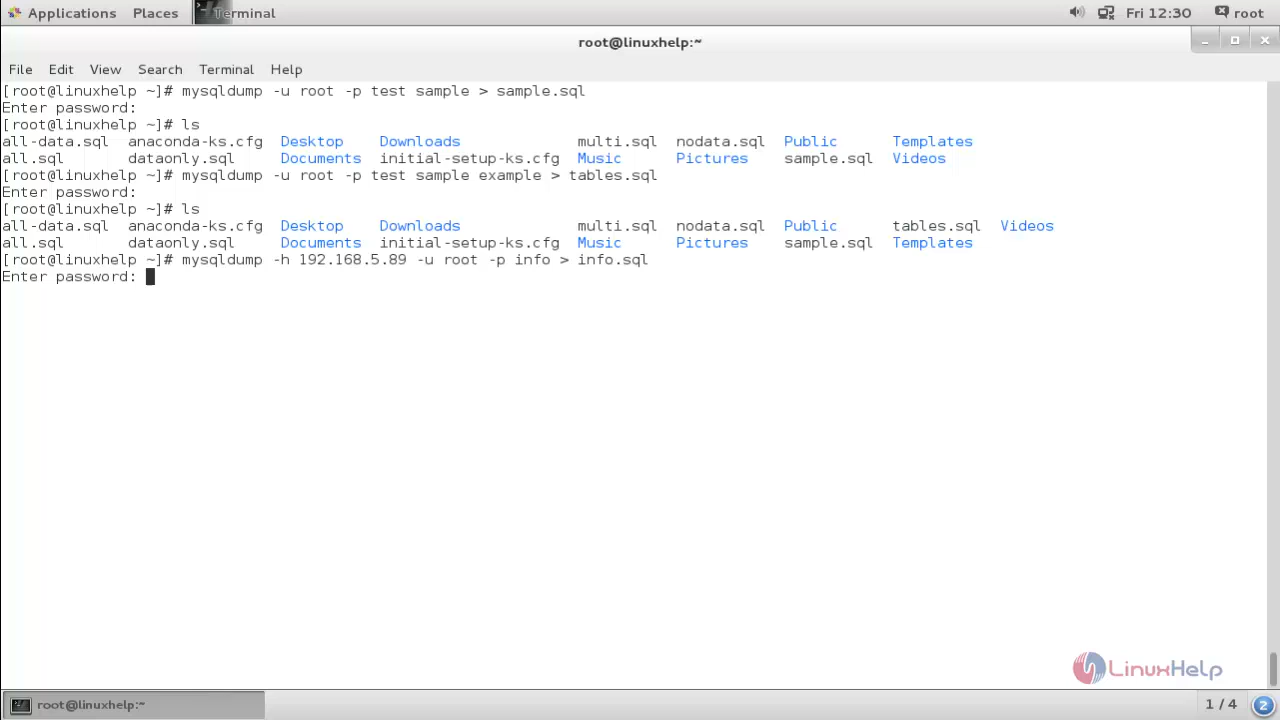 Applications Places Terminal Fri 12:30 root
root@linuxhelp:~
File Edit View Search Terminal Help
[root@linuxhelp ~]# mysqldump -u root -p test sample > sample.sql
Enter password:
[root@linuxhelp ~]# ls
all-data.sql anaconda-ks.cfg Desktop Downloads multi.sql nodata.sql Public Templates
all.sql dataonly.sql Documents initial-setup-ks.cfg Music Pictures sample.sql Videos
[root@linuxhelp ~]# mysqldump -u root -p test sample example > tables.sql
Enter password:
[root@linuxhelp ~]# ls
all-data.sql anaconda-ks.cfg Desktop Downloads multi.sql nodata.sql Public tables.sql Videos
all.sql dataonly.sql Documents initial-setup-ks.cfg Music Pictures sample.sql Templates
[root@linuxhelp ~]# mysqldump -h 192.168.5.89 -u root -p info > info.sql
Enter password:
LinuxHelp
root@linuxhelp:~ 1 / 4 2